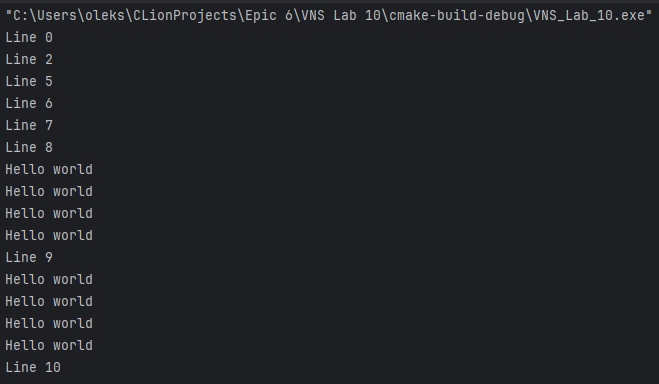 "C:\Users\oleks\CLionProjects\Epic 6\VNS Lab 10\cmake-build-debug\VNS_Lab_10.exe"
Line 0
Line 2
Line 5
Line 6
Line 7
Line 8
Hello world
Hello world
Hello world
Hello world
Line 9
Hello world
Hello world
Hello world
Hello world
Line 10